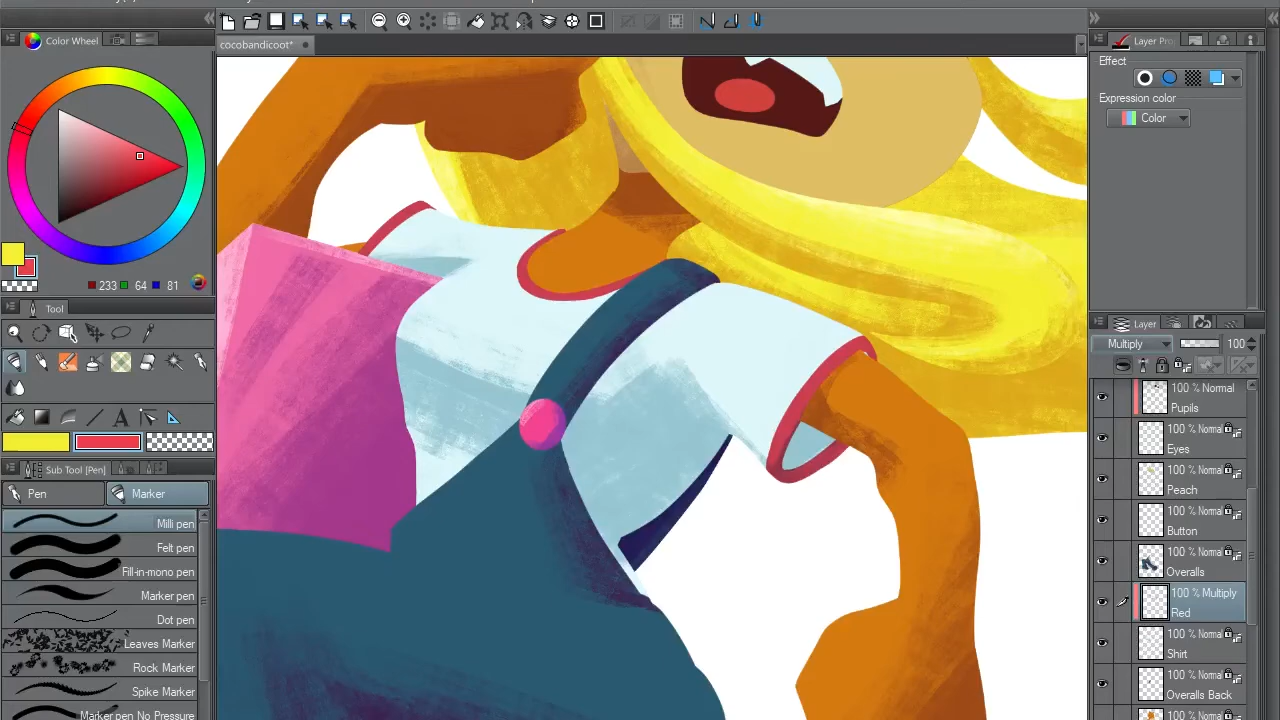 cocobandicoot*
Color Wheel
233 64 81
Tool
Sub Tool [Pen]
Pen
Marker
Milli pen
Felt pen
Fill-in-mono pen
Marker pen
Dot pen
Leaves Marker
Rock Marker
Spike Marker
Marker pen No Pressure
Layer Pro
Effect
Expression color
Color
Layer
Multiply
100
100 % Normal
Pupils
100 % Normal
Eyes
100 % Normal
Peach
100 % Normal
Button
100 % Normal
Overalls
100 % Multiply
Red
100 % Normal
Shirt
100 % Normal
Overalls Back
100 % Normal